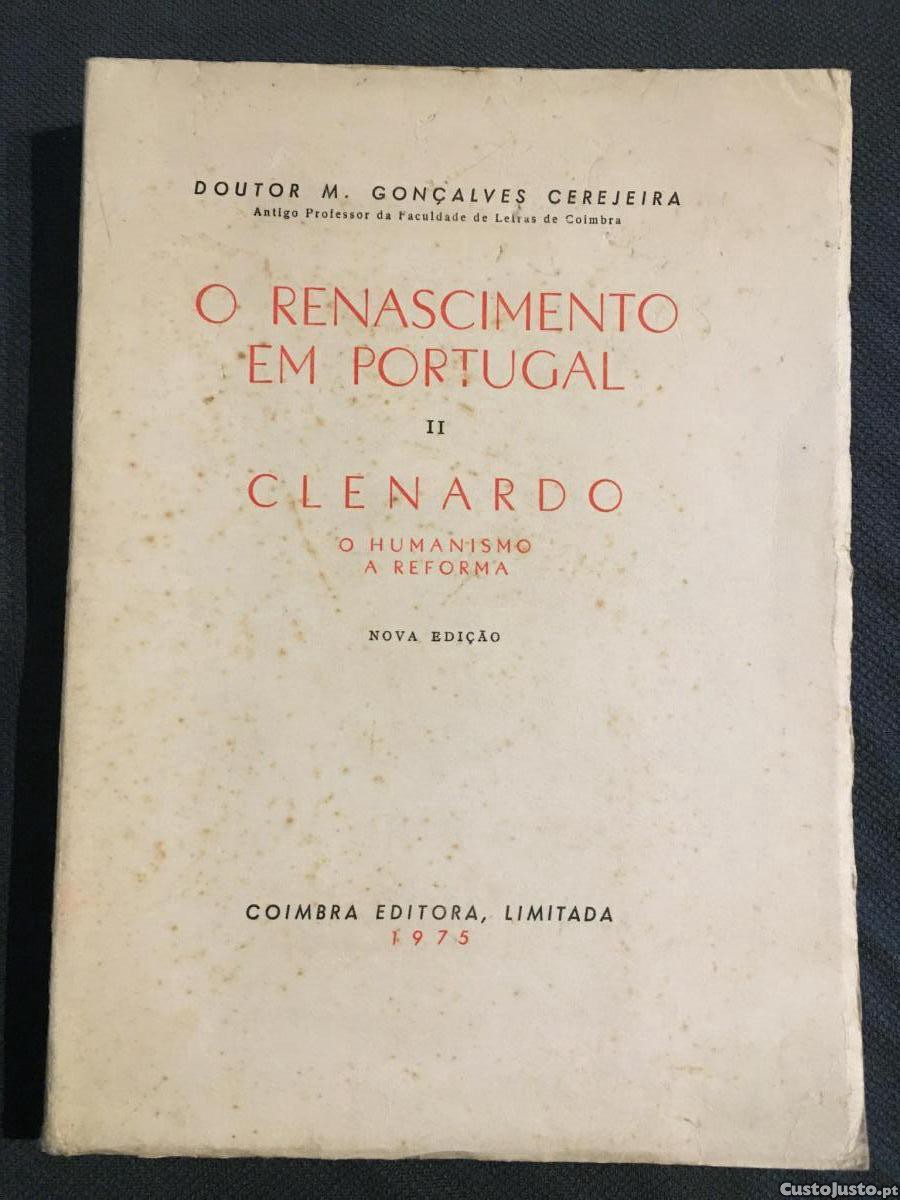 DOUTOR M. GONÇALVES CEREJEIRA
Antigo Professor da Faculdade de Letras de Coimbra
O RENASCIMENTO
EM PORTUGAL
II
CLENARDO
O HUMANISMO
A REFORMA
NOVA EDIÇÃO
COIMBRA EDITORA, LIMITADA
1975
CustoJusto.pt